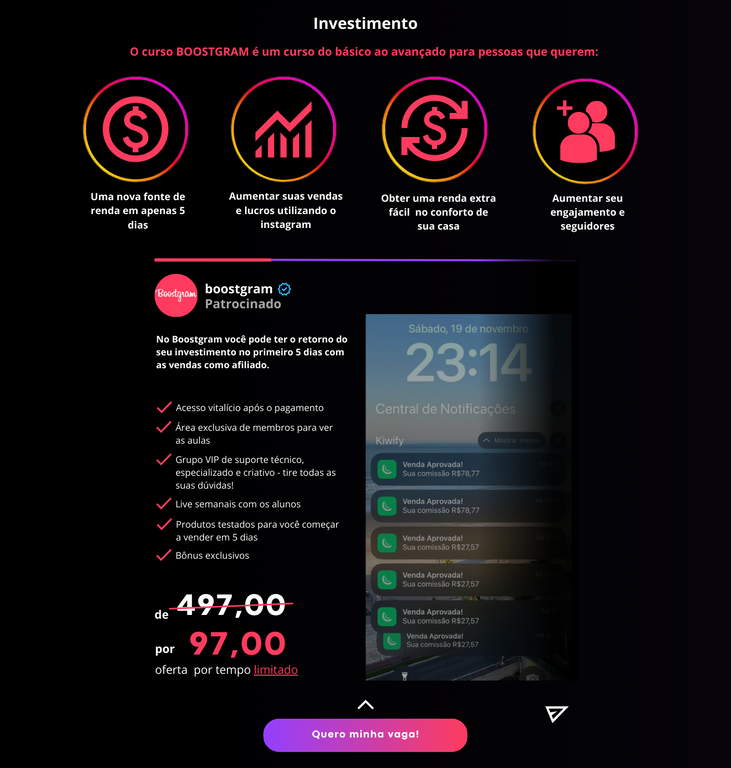 Investimento
O curso BOOSTGRAM é um curso do básico ao avançado para pessoas que querem:
Uma nova fonte de
renda em apenas 5
dias
Aumentar suas vendas
e lucros utilizando o
instagram
Obter uma renda extra
fácil no conforto de
sua casa
Aumentar seu
engajamento e
seguidores
Boostgram
boostgram
Patrocinado
No Boostgram você pode ter o retorno do
seu investimento no primeiro 5 dias com
as vendas como afiliado.
Acesso vitalício após o pagamento
Área exclusiva de membros para ver
as aulas
Grupo VIP de suporte técnico,
especializado e criativo - tire todas as
suas dúvidas!
Live semanais com os alunos
Produtos testados para você começar
a vender em 5 dias
Bônus exclusivos
de 497,00
por 97,00
oferta por tempo limitado
Sábado, 19 de novembro
23:14
Central de Notificações
Kiwify
Mostrar menos
Venda Aprovada!
Sua comissão R$78,77
Venda Aprovada!
Sua comissão R$78,77
Venda Aprovada!
Sua comissão R$27,57
Venda Aprovada!
Sua comissão R$27,57
Venda Aprovada!
Sua comissão R$27,57
Venda Aprovada!
Sua comissão R$27,57
Quero minha vaga!